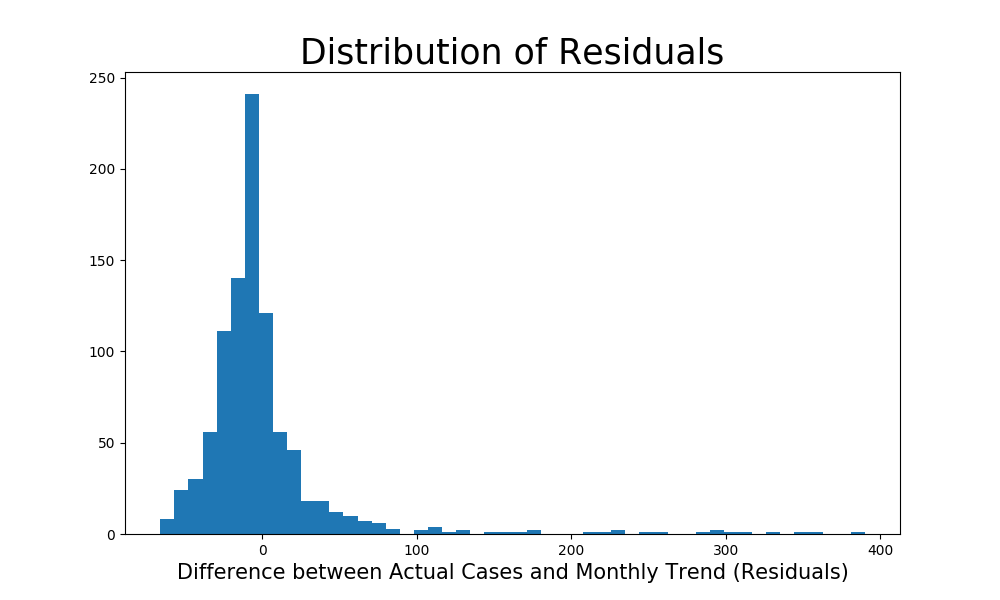 Distribution of Residuals
250
200
150
100
50
0
0 100 200 300 400
Difference between Actual Cases and Monthly Trend (Residuals)